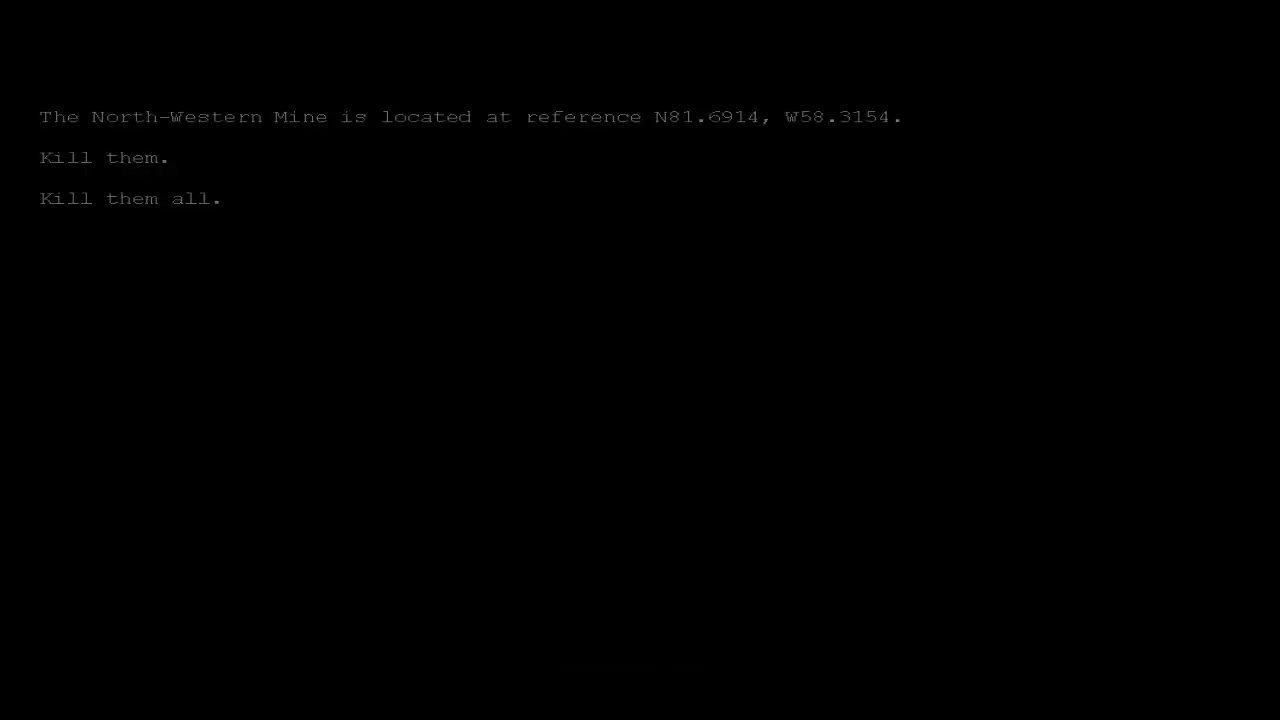 The North-Western Mine is located at reference N81.6914, W58.3154.
Kill them.
Kill them all.